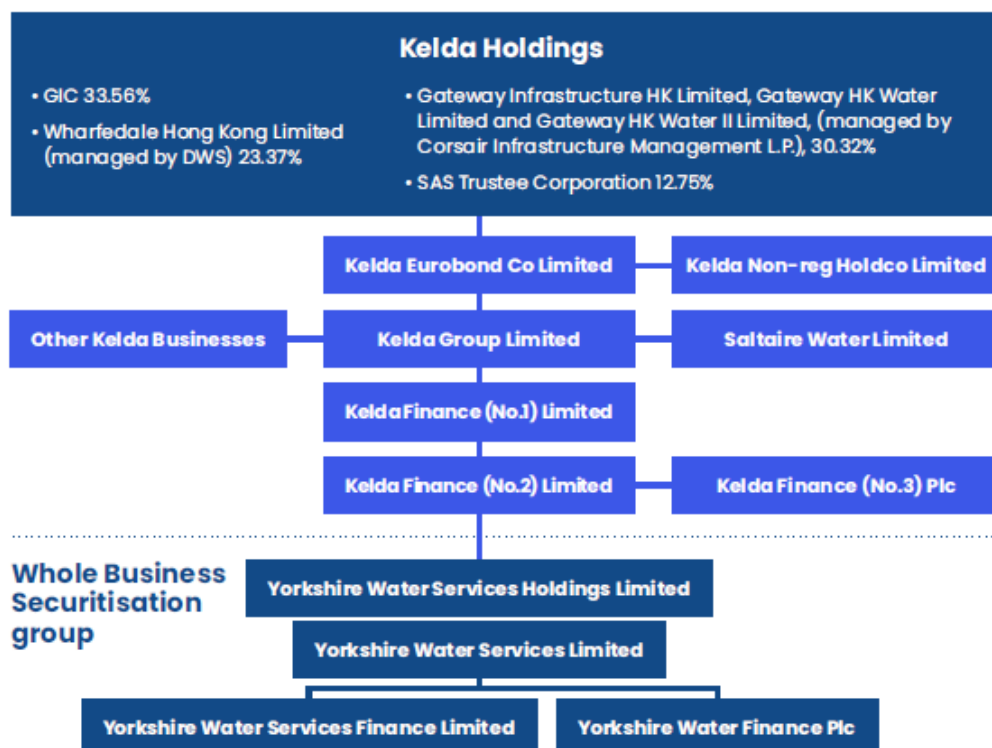 Kelda Holdings
• GIC 33.56%
• Wharfedale Hong Kong Limited
(managed by DWS) 23.37%
• Gateway Infrastructure HK Limited, Gateway HK Water
Limited and Gateway HK Water II Limited, (managed by
Corsair Infrastructure Management L.P.), 30.32%
• SAS Trustee Corporation 12.75%
Kelda Eurobond Co Limited
Kelda Non-reg Holdco Limited
Other Kelda Businesses
Kelda Group Limited
Saltaire Water Limited
Kelda Finance (No.1) Limited
Kelda Finance (No.2) Limited
Kelda Finance (No.3) Plc
Whole Business
Securitisation
group
Yorkshire Water Services Holdings Limited
Yorkshire Water Services Limited
Yorkshire Water Services Finance Limited
Yorkshire Water Finance Plc